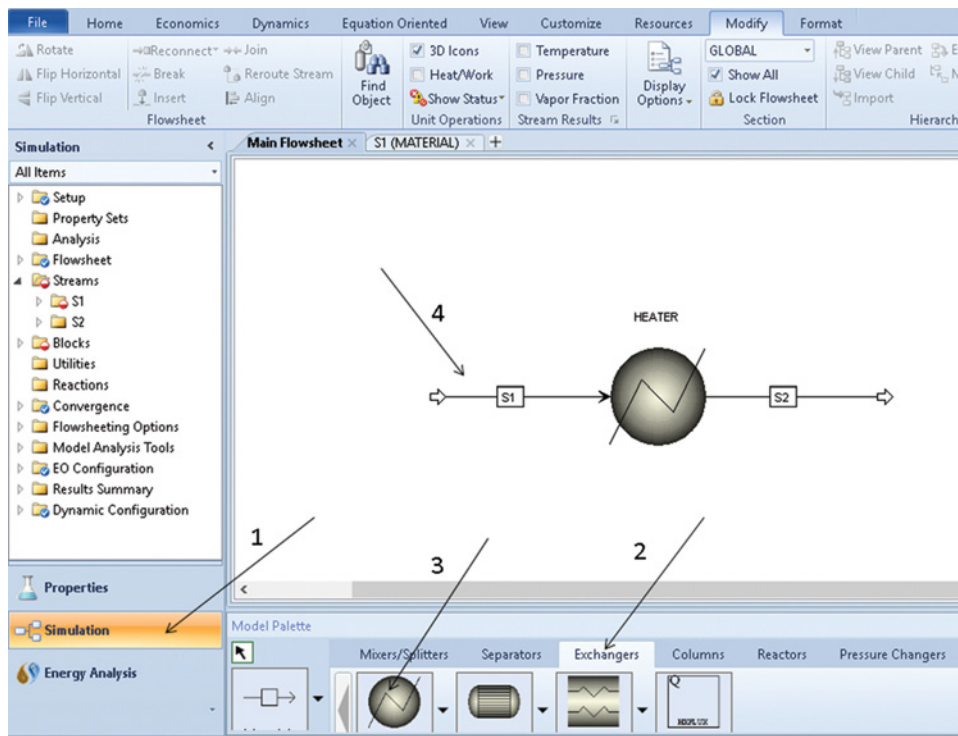 File Home Economics Dynamics Equation Oriented View Customize Resources Modify Format
Rotate Reconnect Join
Flip Horizontal Break Reroute Stream
Flip Vertical Insert Align
Flowsheet
Find
Object
3D Icons
Heat/Work
Show Status
Unit Operations
Temperature
Pressure
Vapor Fraction
Stream Results
Display
Options
GLOBAL
Show All
Lock Flowsheet
Section
View Parent
View Child
Import
Hierarch
Simulation
All Items
Setup
Property Sets
Analysis
Flowsheet
Streams
S1
S2
Blocks
Utilities
Reactions
Convergence
Flowsheeting Options
Model Analysis Tools
EO Configuration
Results Summary
Dynamic Configuration
Properties
Simulation
Energy Analysis
Main Flowsheet S1 (MATERIAL) +
4
HEATER
S1
S2
1
3
2
Model Palette
Mixers/Splitters Separators Exchangers Columns Reactors Pressure Changers
Q